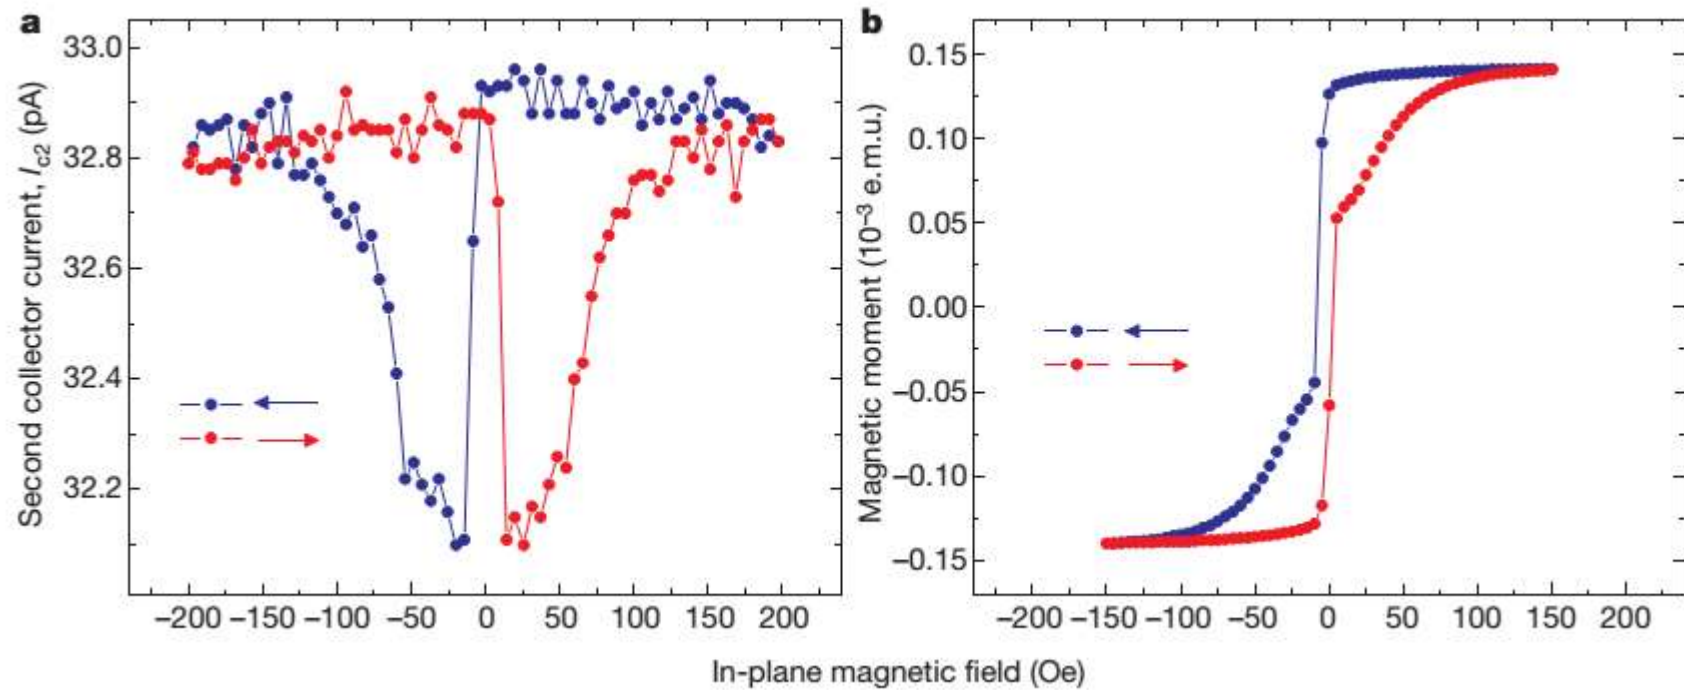 a
Second collector current, Ic2 (pA)
33.0
32.8
32.6
32.4
32.2
−200 −150 −100 −50 0 50 100 150 200
b
Magnetic moment (10−3 e.m.u.)
0.15
0.10
0.05
0.00
−0.05
−0.10
−0.15
−200 −150 −100 −50 0 50 100 150 200
In-plane magnetic field (Oe)